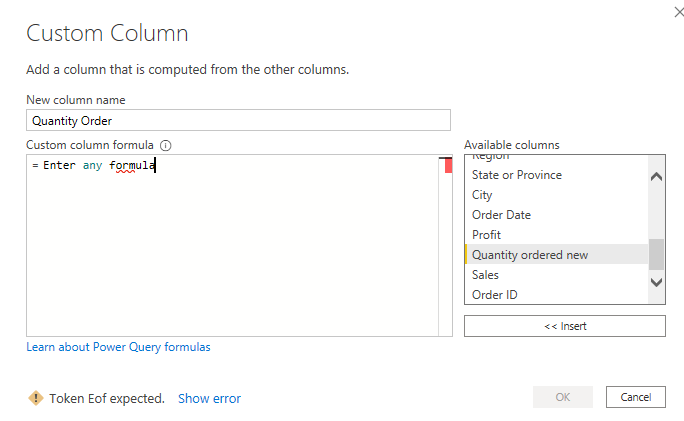 Custom Column
Add a column that is computed from the other columns.
New column name
Quantity Order
Custom column formula
= Enter any formula
Available columns
Region
State or Province
City
Order Date
Profit
Quantity ordered new
Sales
Order ID
<< Insert
Learn about Power Query formulas
Token Eof expected. Show error
OK
Cancel